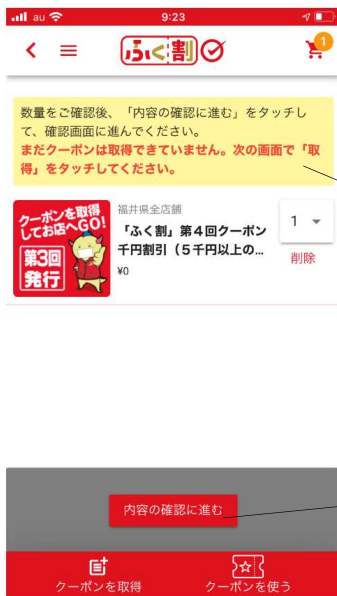 au
9:23
ふく割
1
数量をご確認後、「内容の確認に進む」をタッチし
て、確認画面に進んでください。
まだクーポンは取得できていません。次の画面で「取
得」をタッチしてください。
クーポンを取得
してお店へGO!
第3回
発行
福井県全店舗
「ふく割」第４回クーポン
千円割引（５千円以上の...
¥0
1
削除
内容の確認に進む
クーポンを取得
クーポンを使う